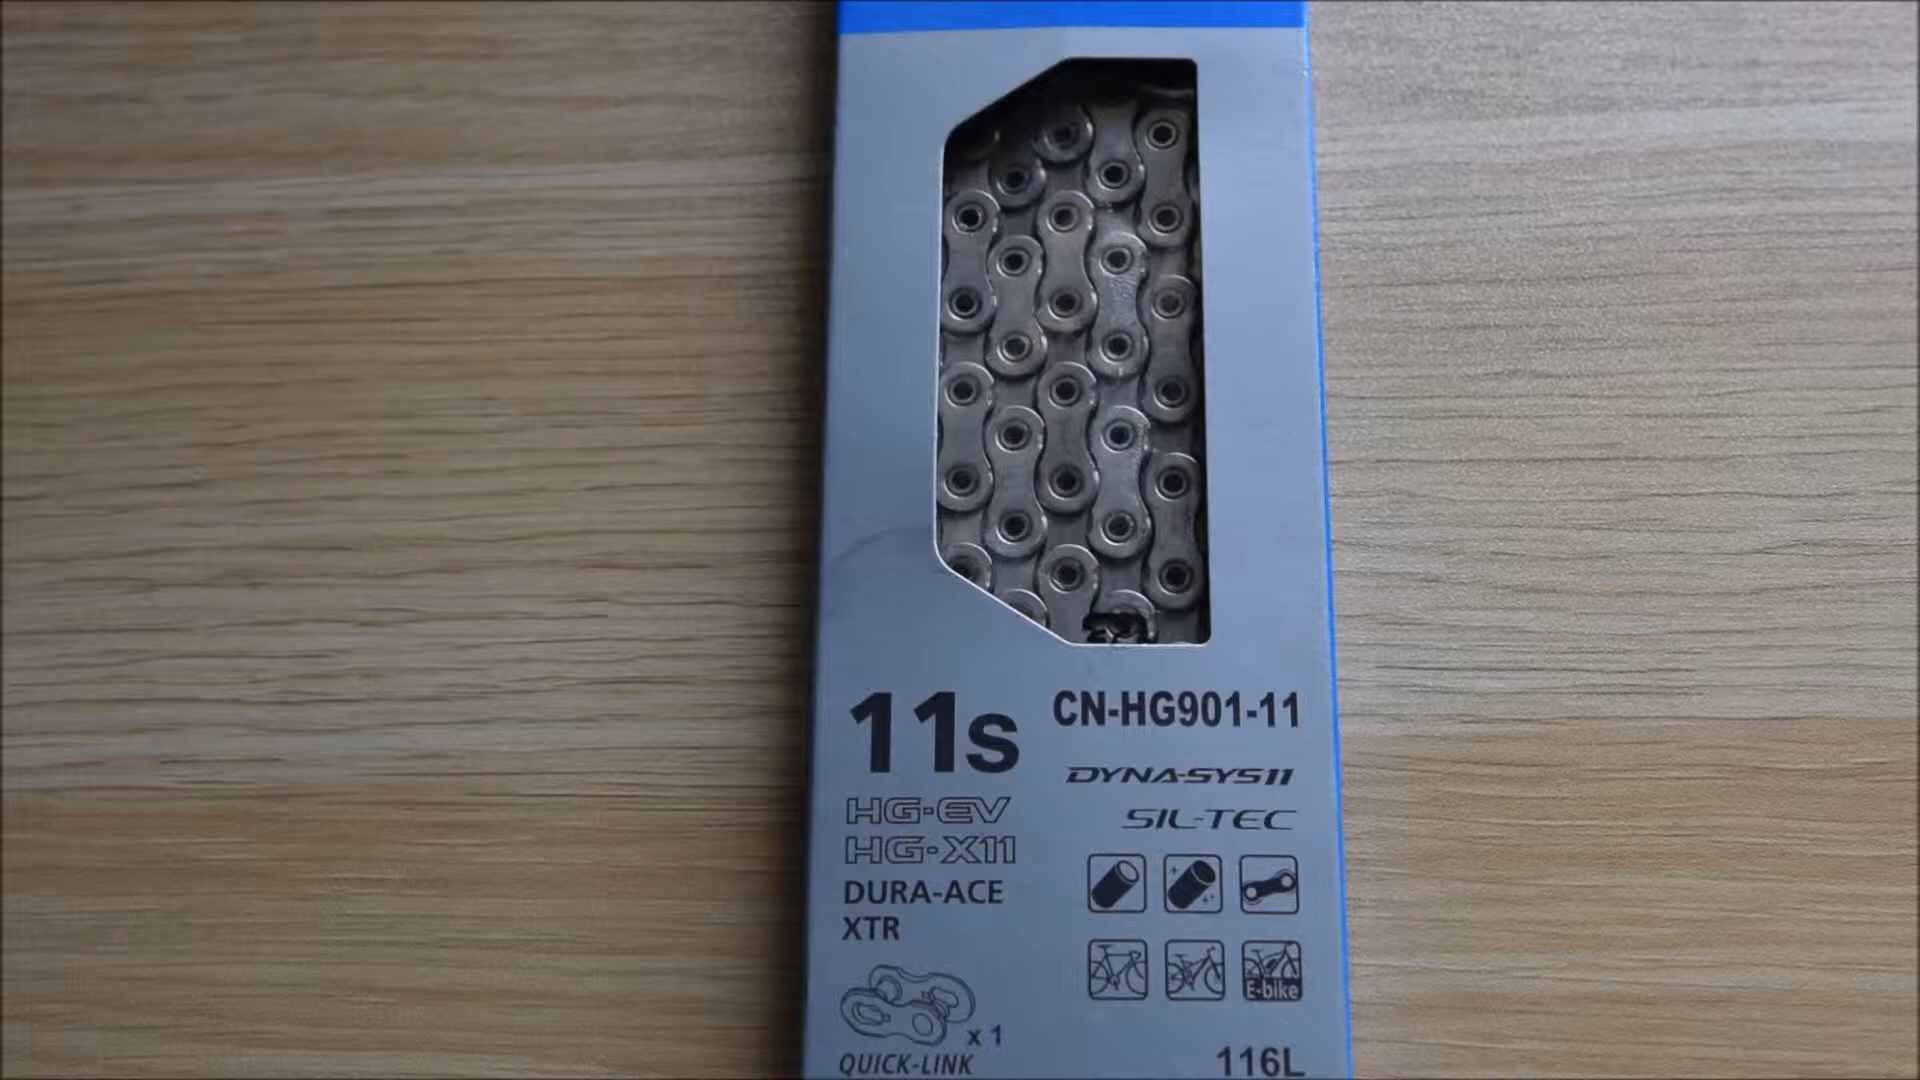 11s
CN-HG901-11
DYNA-SYS11
SIL-TEC
HG-EV
HG-X11
DURA-ACE
XTR
E-bike
x 1
QUICK-LINK
116L